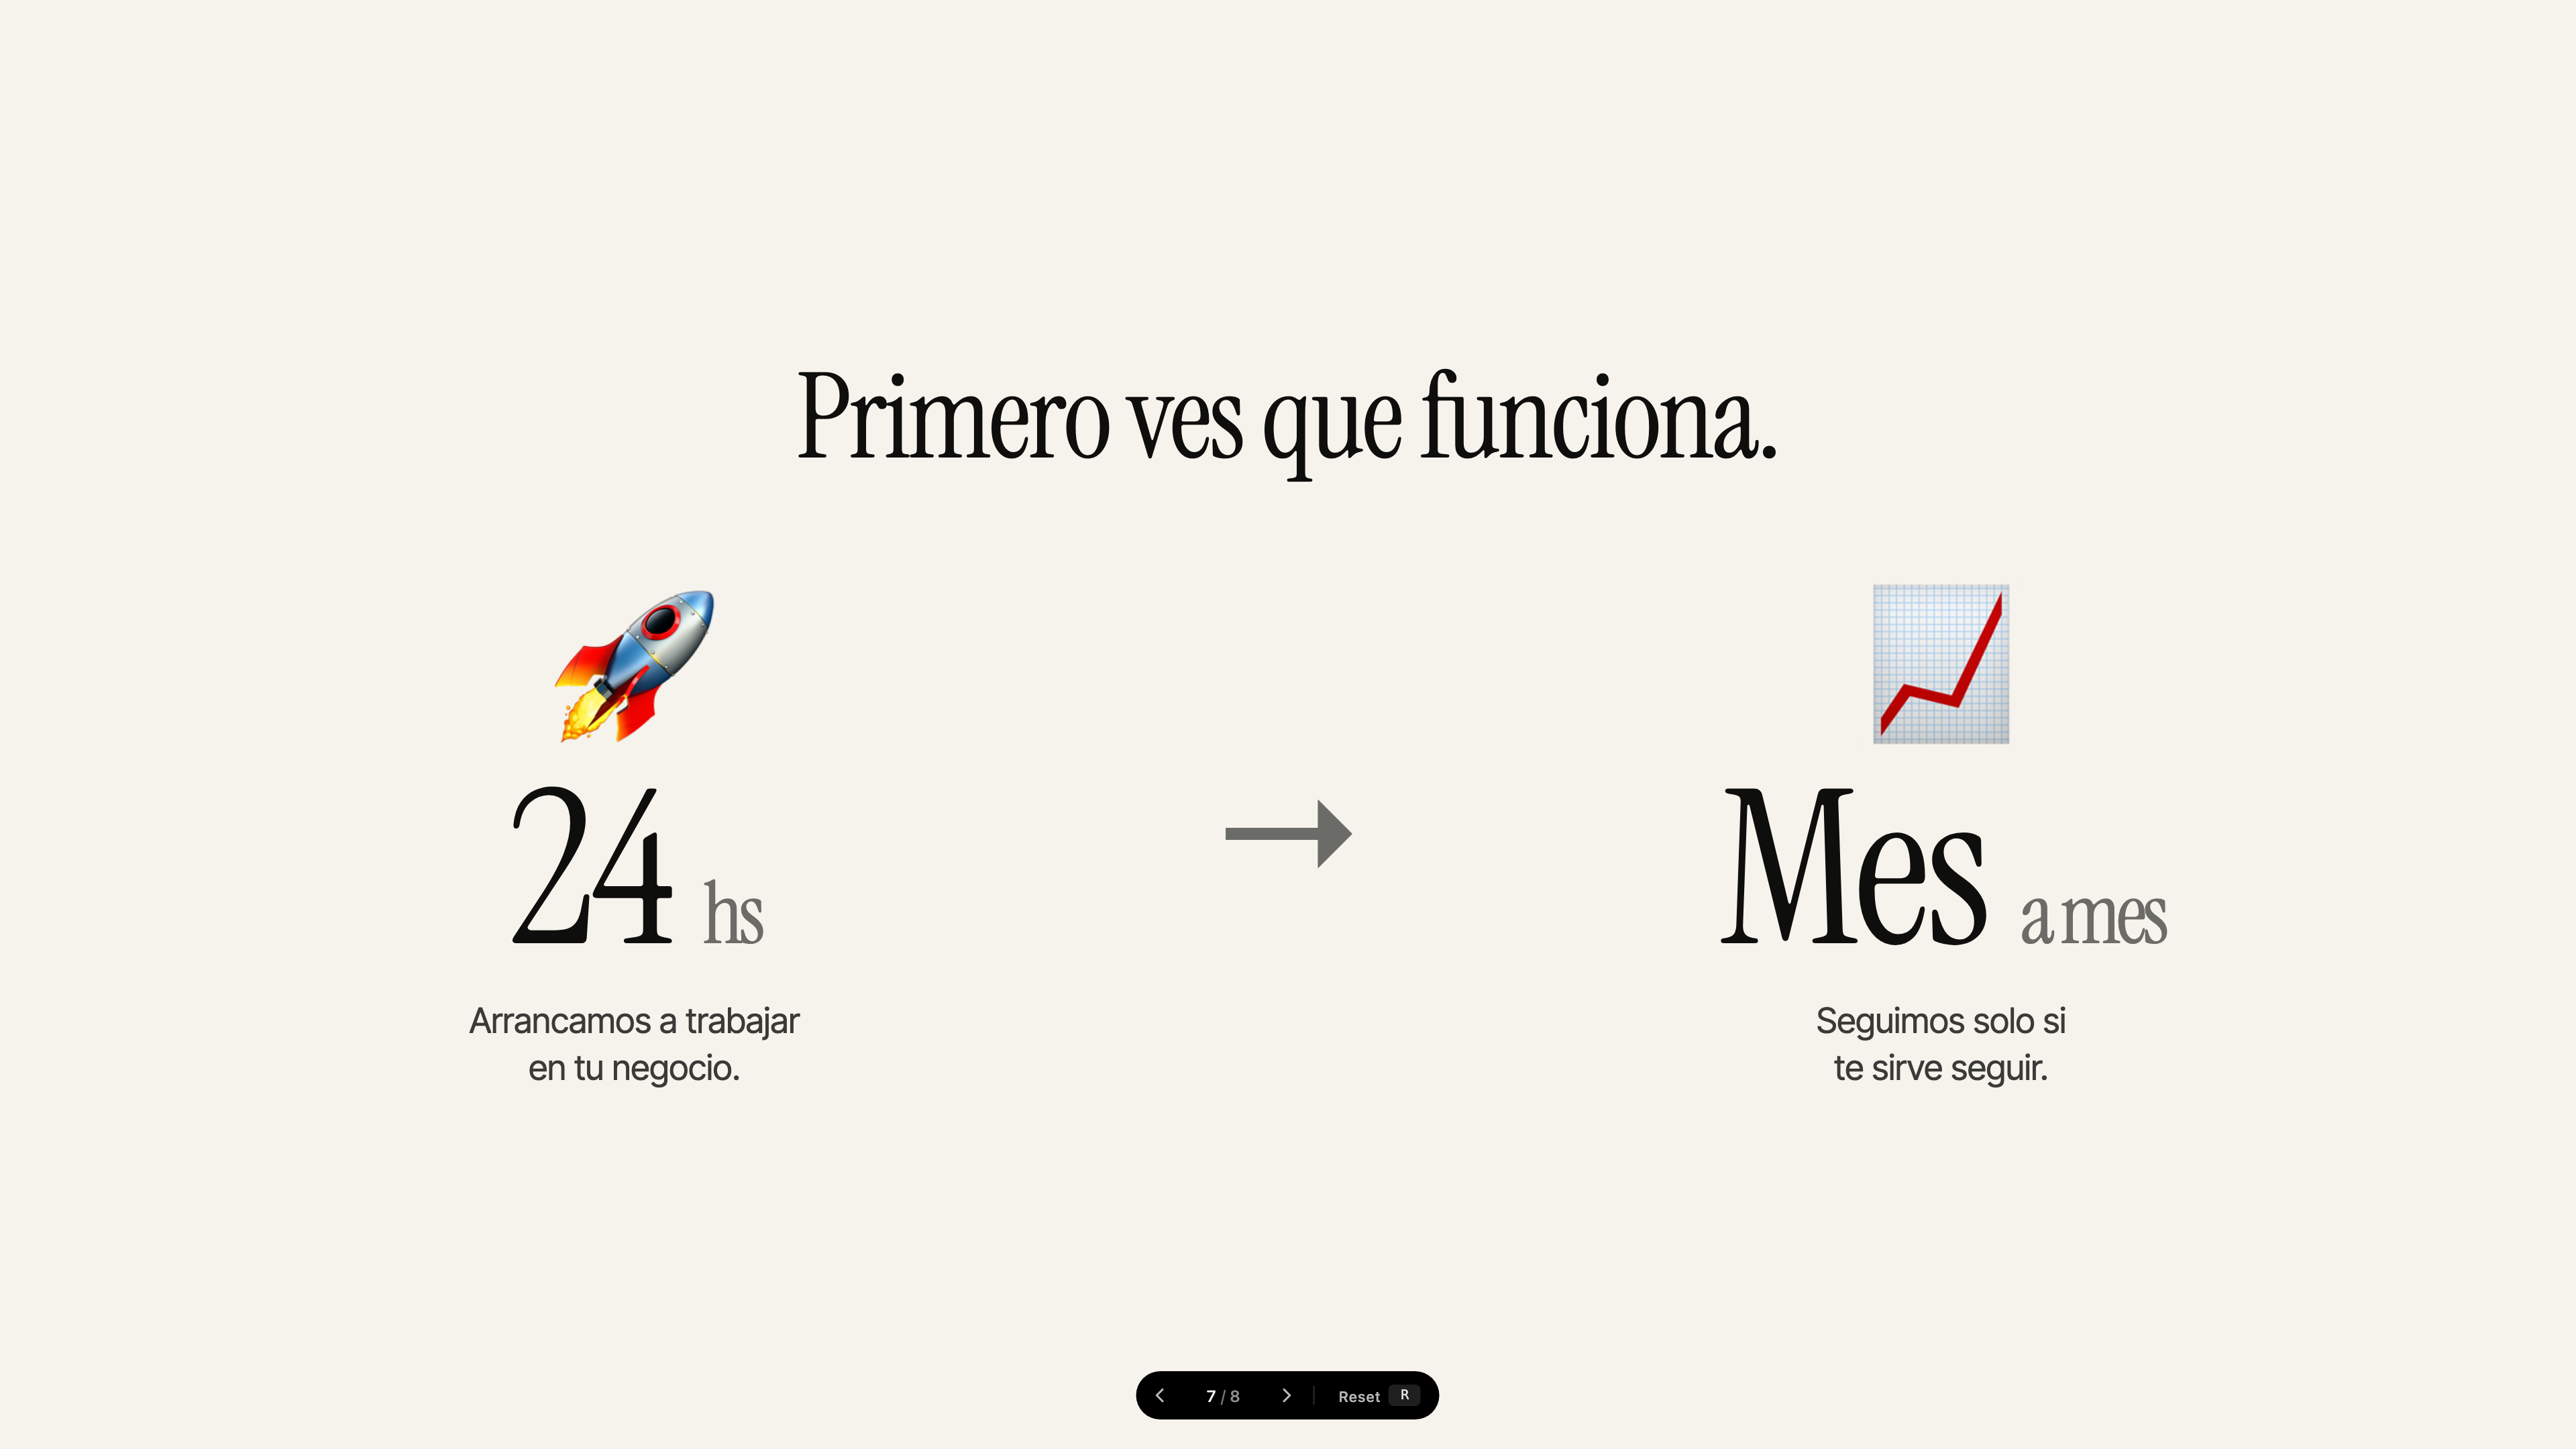 Primero ves que funciona.
24 hs
Arrancamos a trabajar
en tu negocio.
Mes a mes
Seguimos solo si
te sirve seguir.
7 / 8 Reset R